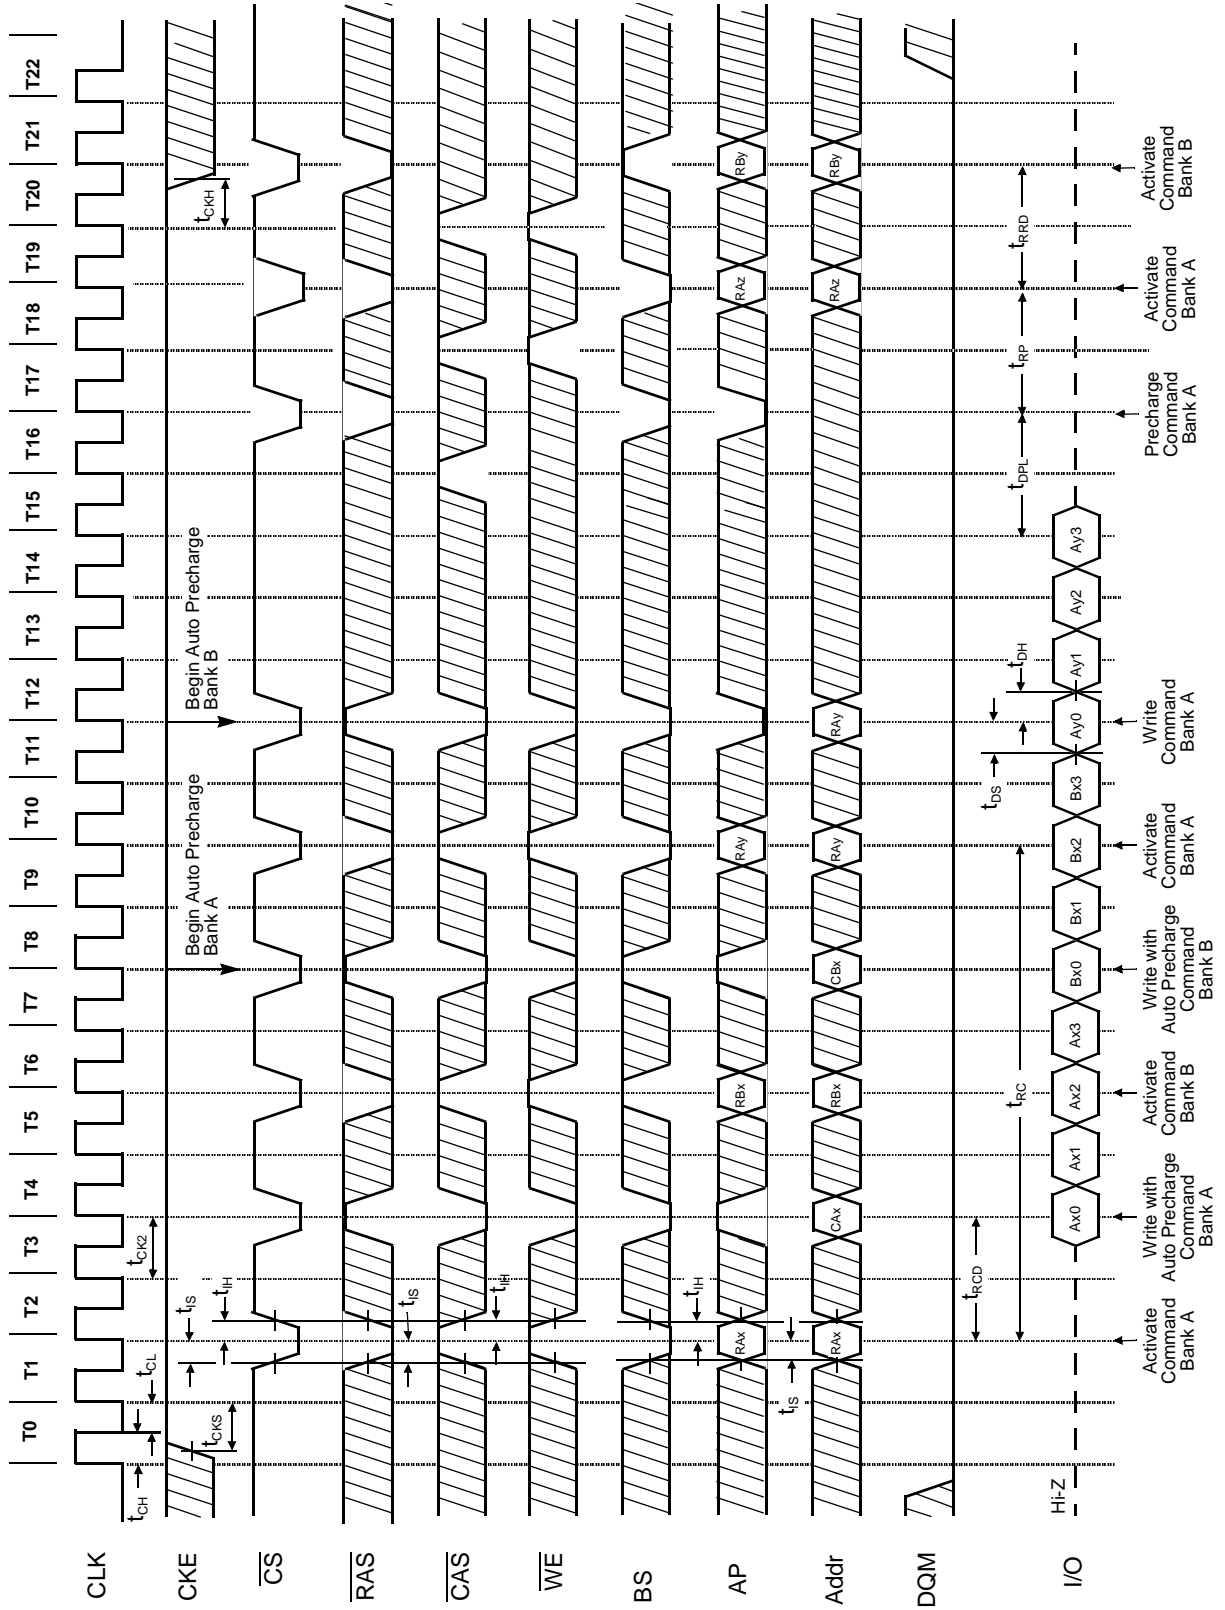 T0 T1 T2 T3 T4 T5 T6 T7 T8 T9 T10 T11 T12 T13 T14 T15 T16 T17 T18 T19 T20 T21 T22
CLK
tCH
tCL
tCK2
CKE
tCKS
tIS
tIH
Begin Auto Precharge
Bank A
Begin Auto Precharge
Bank B
tCKH
CS
RAS
tIS
CAS
tIH
WE
BS
tIH
AP
RAx RBx RAy RAz RBy
tIS
Addr
RAx CAx RBx CBx RAy RAy RAz RBy
DQM
tRCD
tDS
tRC
tDH
tDPL
tRP
tRRD
I/O
Hi-Z
Ax0 Ax1 Ax2 Ax3 Bx0 Bx1 Bx2 Bx3 Ay0 Ay1 Ay2 Ay3
Activate
Command
Bank A
Write with
Auto Precharge
Command
Bank A
Activate
Command
Bank B
Write with
Auto Precharge
Command
Bank B
Activate
Command
Bank A
Write
Command
Bank A
Precharge
Command
Bank A
Activate
Command
Bank A
Activate
Command
Bank B